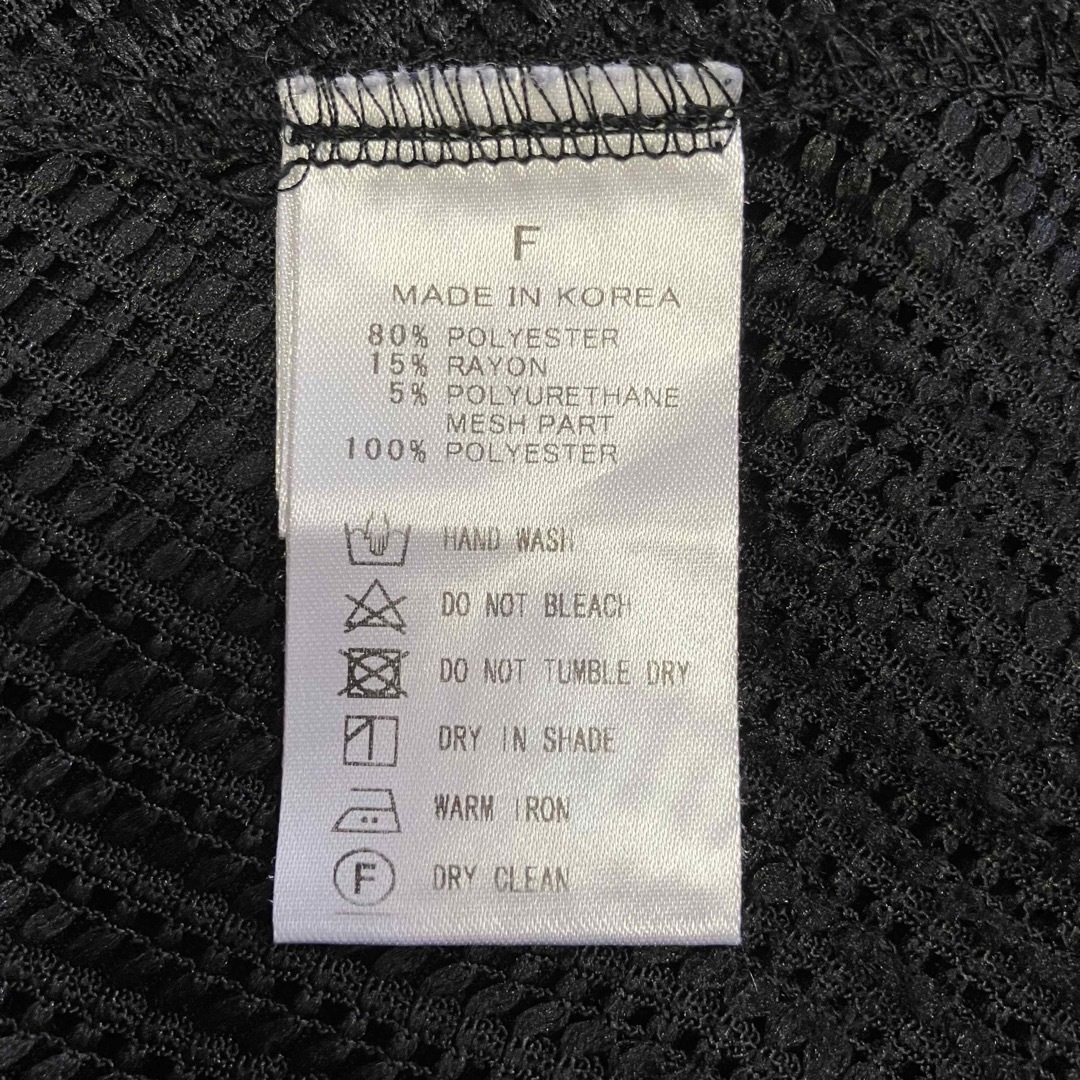 F
MADE IN KOREA
80% POLYESTER
15% RAYON
5% POLYURETHANE
MESH PART
100% POLYESTER
HAND WASH
DO NOT BLEACH
DO NOT TUMBLE DRY
DRY IN SHADE
WARM IRON
F DRY CLEAN